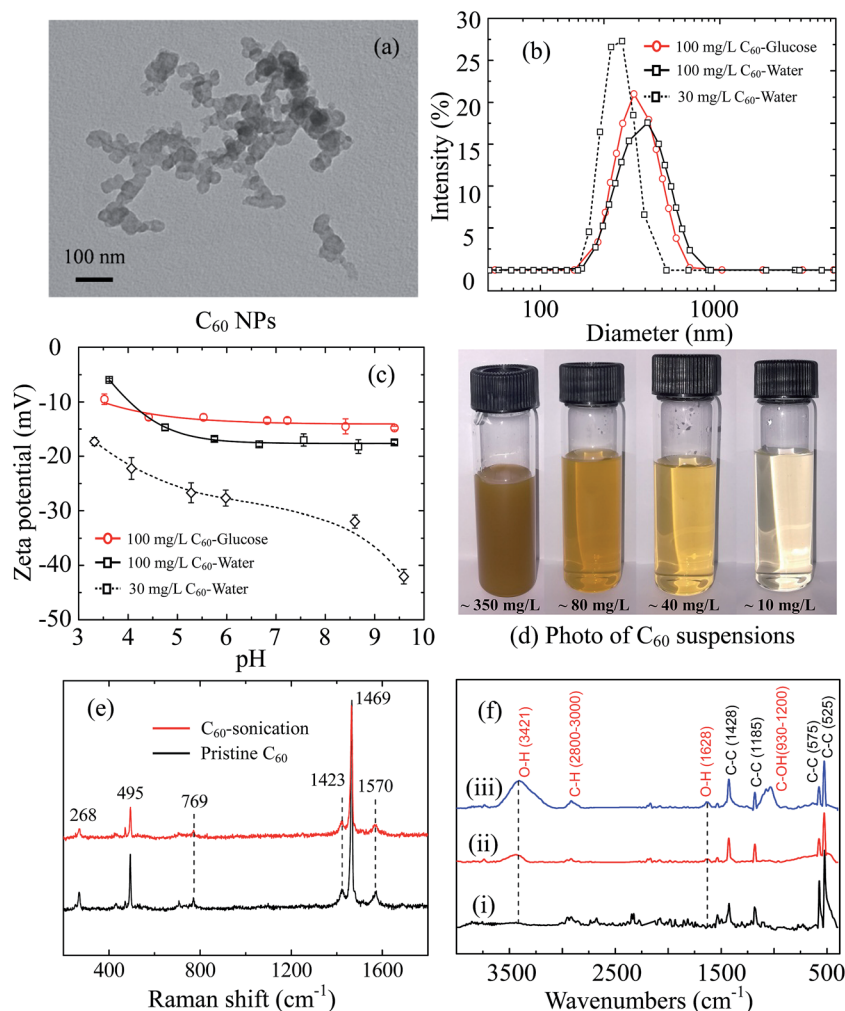 (a)
100 nm
C₆₀ NPs
(b)
100 mg/L C₆₀-Glucose
100 mg/L C₆₀-Water
30 mg/L C₆₀-Water
Intensity (%)
30
25
20
15
10
5
0
100
1000
Diameter (nm)
(c)
Zeta potential (mV)
0
-10
-20
-30
-40
-50
100 mg/L C₆₀-Glucose
100 mg/L C₆₀-Water
30 mg/L C₆₀-Water
3 4 5 6 7 8 9 10
pH
~ 350 mg/L
~ 80 mg/L
~ 40 mg/L
~ 10 mg/L
(d) Photo of C₆₀ suspensions
(e)
C₆₀-sonication
Pristine C₆₀
268
495
769
1423
1469
1570
400 800 1200 1600
Raman shift (cm⁻¹)
(f)
O-H (3421)
C-H (2800-3000)
O-H (1628)
C-C (1428)
C-C (1185)
C-OH(930-1200)
C-C (575)
C-C (525)
(iii)
(ii)
(i)
3500 2500 1500 500
Wavenumbers (cm⁻¹)